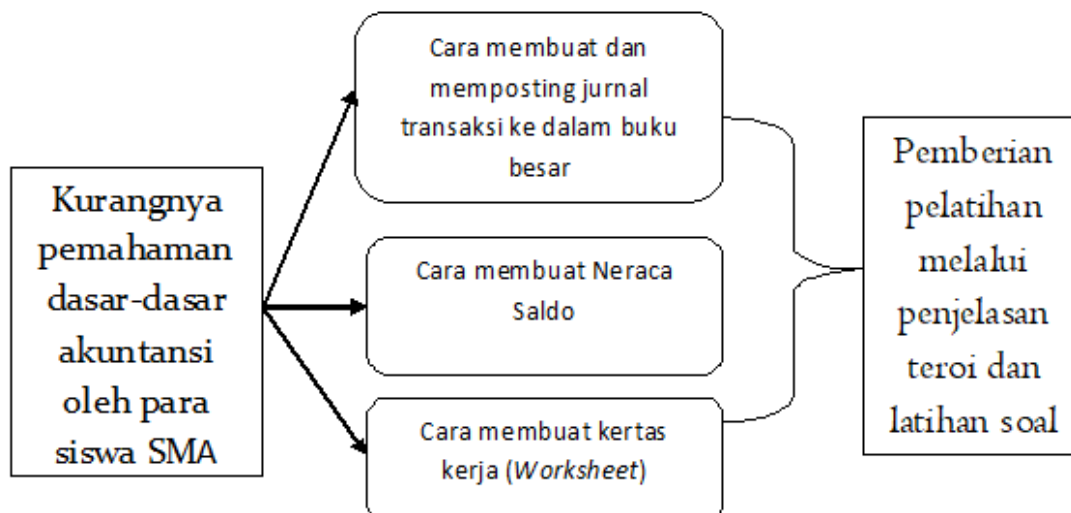 Kurangnya
pemahaman
dasar-dasar
akuntansi
oleh para
siswa SMA
Cara membuat dan
memposting jurnal
transaksi ke dalam buku
besar
Cara membuat Neraca
Saldo
Cara membuat kertas
kerja (Worksheet)
Pemberian
pelatihan
melalui
penjelasan
teroi dan
latihan soal